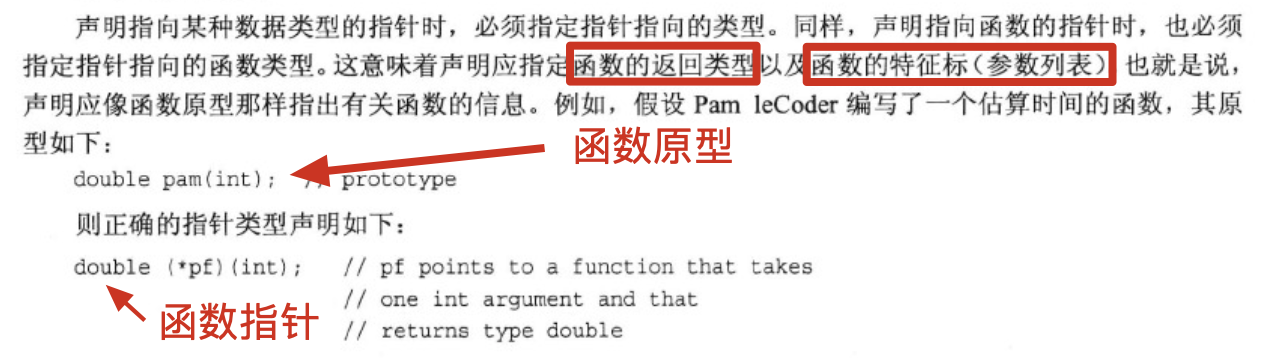 声明指向某种数据类型的指针时，必须指定指针指向的类型。同样，声明指向函数的指针时，也必须
指定指针指向的函数类型。这意味着声明应指定函数的返回类型以及函数的特征标（参数列表）也就是说，
声明应像函数原型那样指出有关函数的信息。例如，假设 Pam leCoder 编写了一个估算时间的函数，其原
型如下：
函数原型
double pam(int); // prototype
则正确的指针类型声明如下：
double (*pf)(int); // pf points to a function that takes
// one int argument and that
函数指针
// returns type double